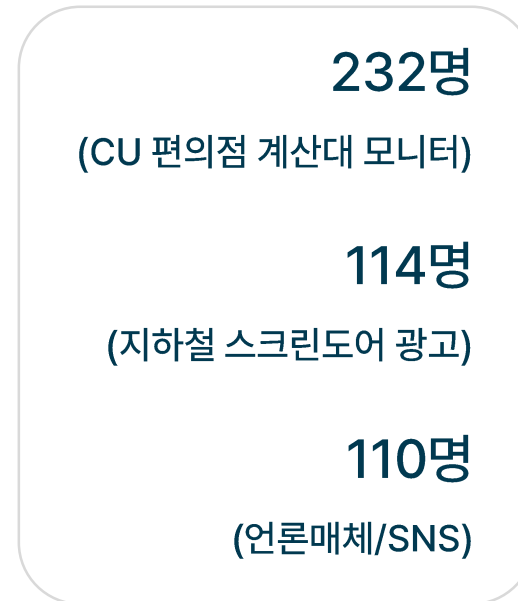 232명
(CU 편의점 계산대 모니터)
114명
(지하철 스크린도어 광고)
110명
(언론매체/SNS)